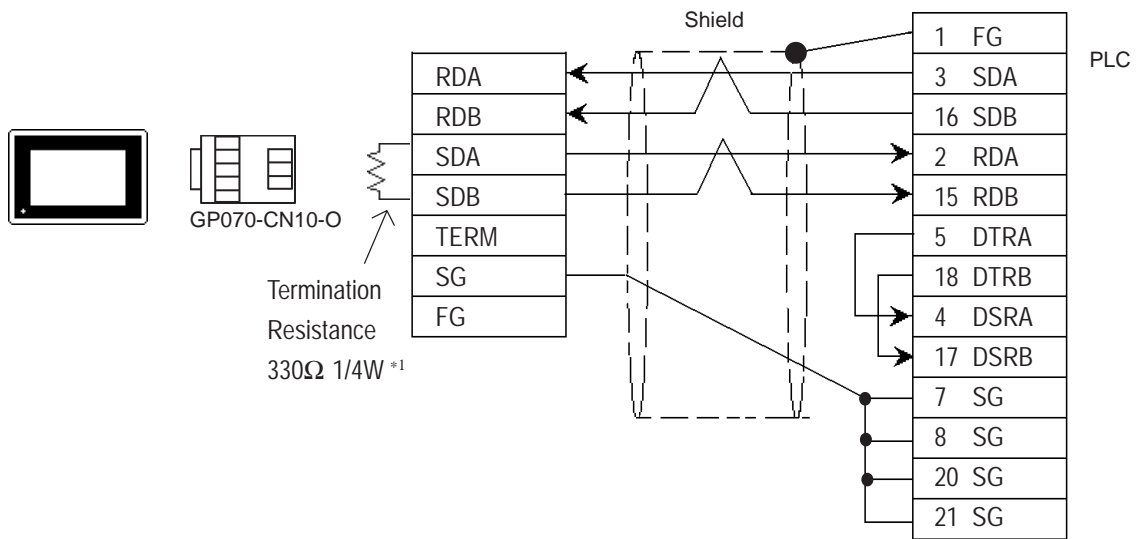 Shield
PLC
GP070-CN10-O
Termination
Resistance
330Ω 1/4W *1
RDA
RDB
SDA
SDB
TERM
SG
FG
1 FG
3 SDA
16 SDB
2 RDA
15 RDB
5 DTRA
18 DTRB
4 DSRA
17 DSRB
7 SG
8 SG
20 SG
21 SG